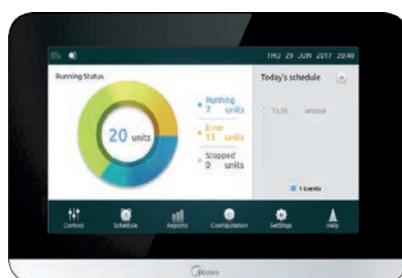 THU 29 JUN 2017 20:40
Running Status
Today's schedule
Running
7 units
Error
13 units
Stopped
0 units
20 units
1 Events
Control
Schedule
Reports
Configuration
Settings
Help
Midea